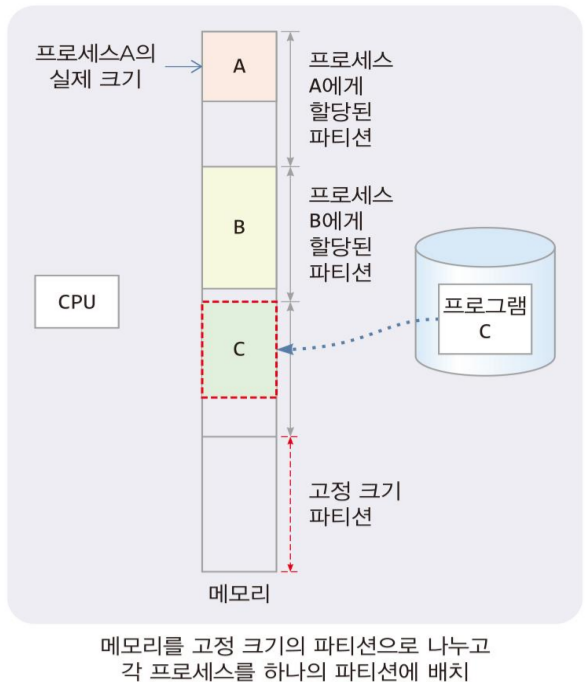 프로세스A의
실제 크기
A
프로세스
A에게
할당된
파티션
B
프로세스
B에게
할당된
파티션
CPU
C
프로그램
C
고정 크기
파티션
메모리
메모리를 고정 크기의 파티션으로 나누고
각 프로세스를 하나의 파티션에 배치